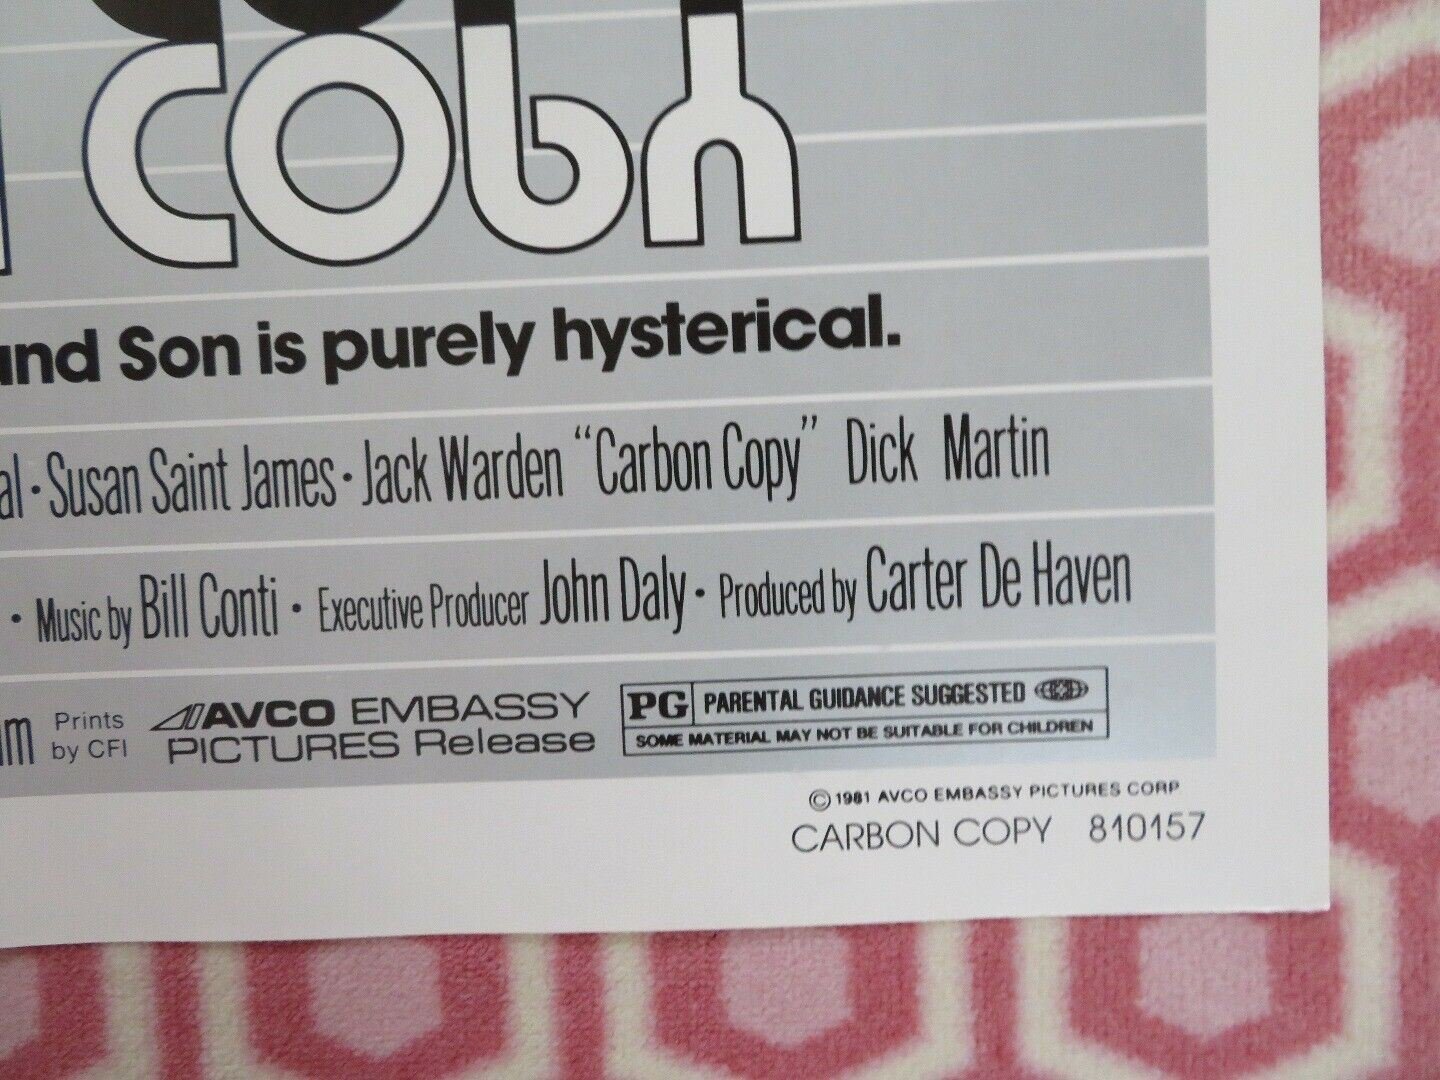 COPY
and Son is purely hysterical.
al · Susan Saint James · Jack Warden “Carbon Copy” Dick Martin
· Music by Bill Conti · Executive Producer John Daly · Produced by Carter De Haven
Prints by CFI
AVCO EMBASSY
PICTURES Release
PG PARENTAL GUIDANCE SUGGESTED
SOME MATERIAL MAY NOT BE SUITABLE FOR CHILDREN
© 1981 AVCO EMBASSY PICTURES CORP
CARBON COPY 810157